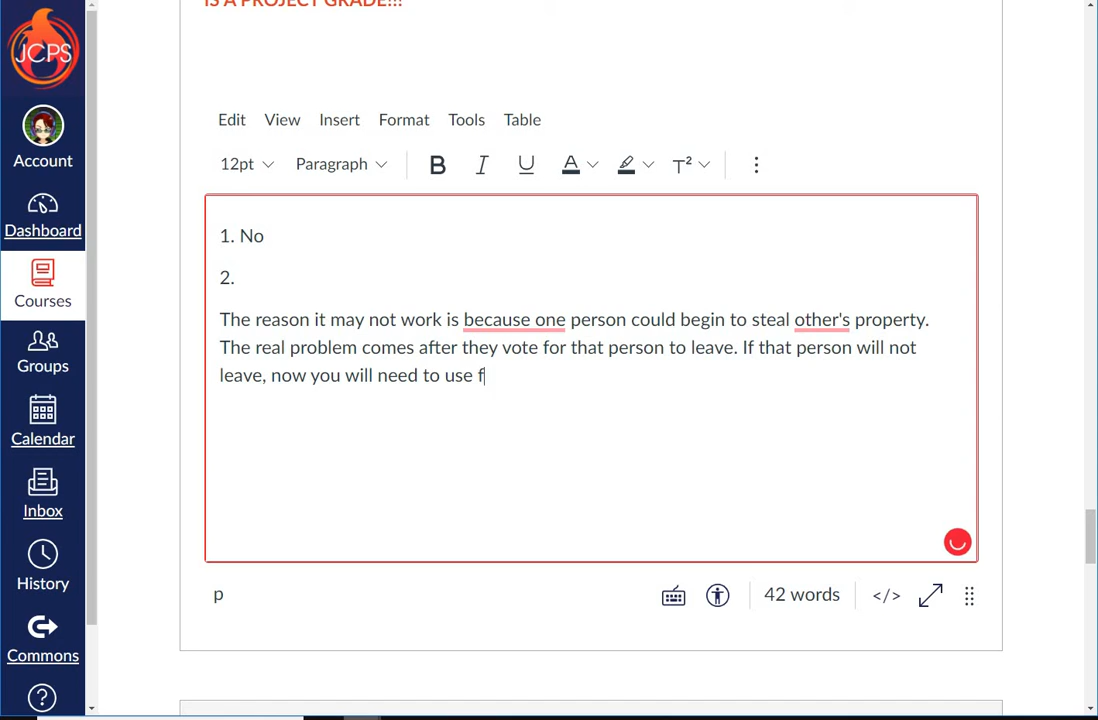 IS A PROJECT GRADE!!!
JCPS
Account
Dashboard
Courses
Groups
Calendar
Inbox
History
Commons
Edit View Insert Format Tools Table
12pt Paragraph B I U A T²
1. No
2.
The reason it may not work is because one person could begin to steal other's property.
The real problem comes after they vote for that person to leave. If that person will not
leave, now you will need to use f
p 42 words </>